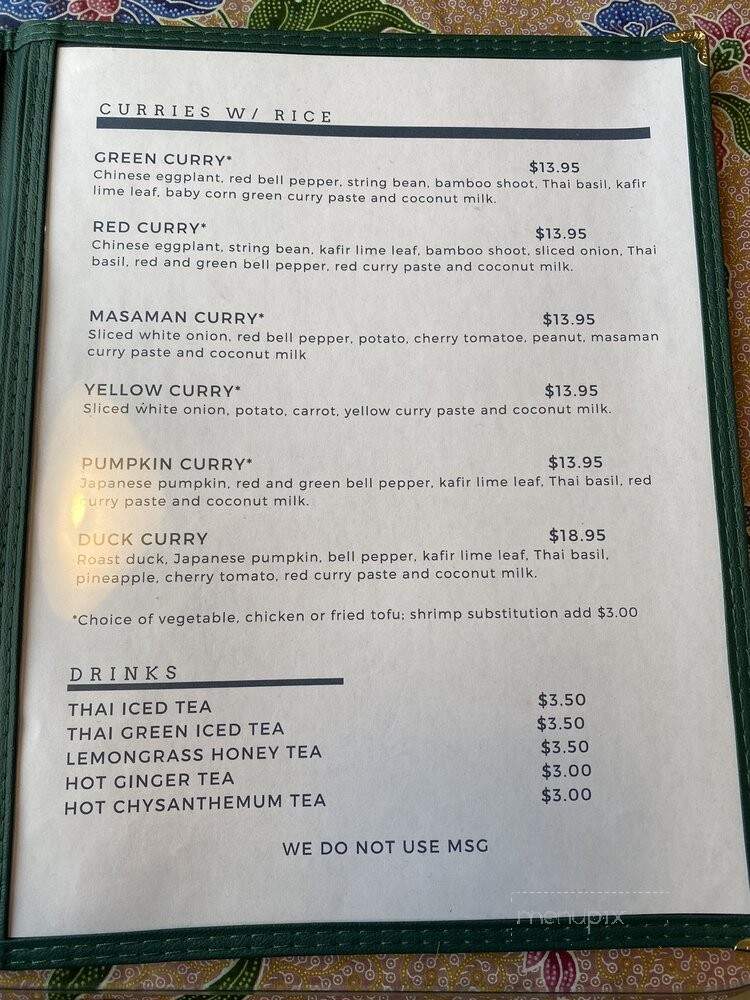 CURRIES W/ RICE
GREEN CURRY* $13.95
Chinese eggplant, red bell pepper, string bean, bamboo shoot, Thai basil, kafir
lime leaf, baby corn green curry paste and coconut milk.
RED CURRY* $13.95
Chinese eggplant, string bean, kafir lime leaf, bamboo shoot, sliced onion, Thai
basil, red and green bell pepper, red curry paste and coconut milk.
MASAMAN CURRY* $13.95
Sliced white onion, red bell pepper, potato, cherry tomatoe, peanut, masaman
curry paste and coconut milk
YELLOW CURRY* $13.95
Sliced white onion, potato, carrot, yellow curry paste and coconut milk.
PUMPKIN CURRY* $13.95
Japanese pumpkin, red and green bell pepper, kafir lime leaf, Thai basil, red
curry paste and coconut milk.
DUCK CURRY $18.95
Roast duck, Japanese pumpkin, bell pepper, kafir lime leaf, Thai basil,
pineapple, cherry tomato, red curry paste and coconut milk.
*Choice of vegetable, chicken or fried tofu; shrimp substitution add $3.00
DRINKS
THAI ICED TEA $3.50
THAI GREEN ICED TEA $3.50
LEMONGRASS HONEY TEA $3.50
HOT GINGER TEA $3.00
HOT CHYSANTHEMUM TEA $3.00
WE DO NOT USE MSG
menupix